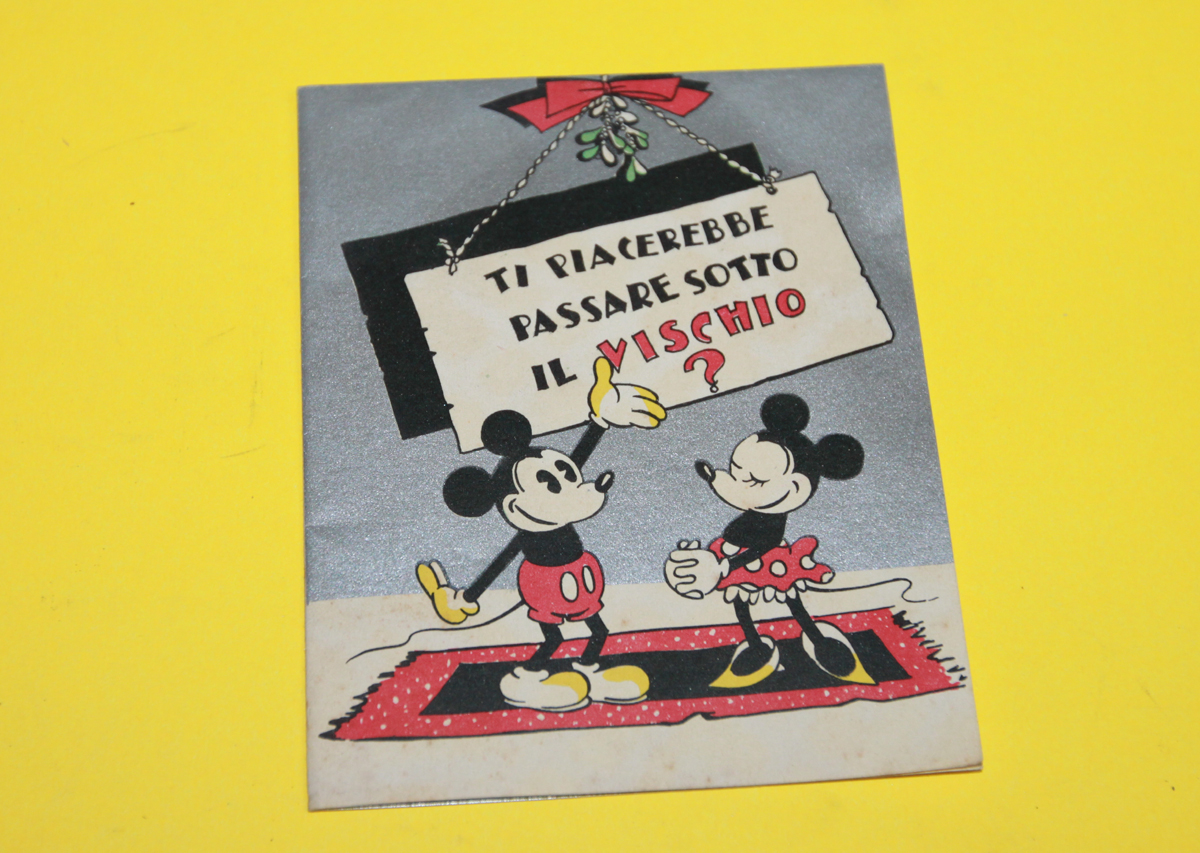 TI PIACEREBBE
PASSARE SOTTO
IL VISCHIO
?